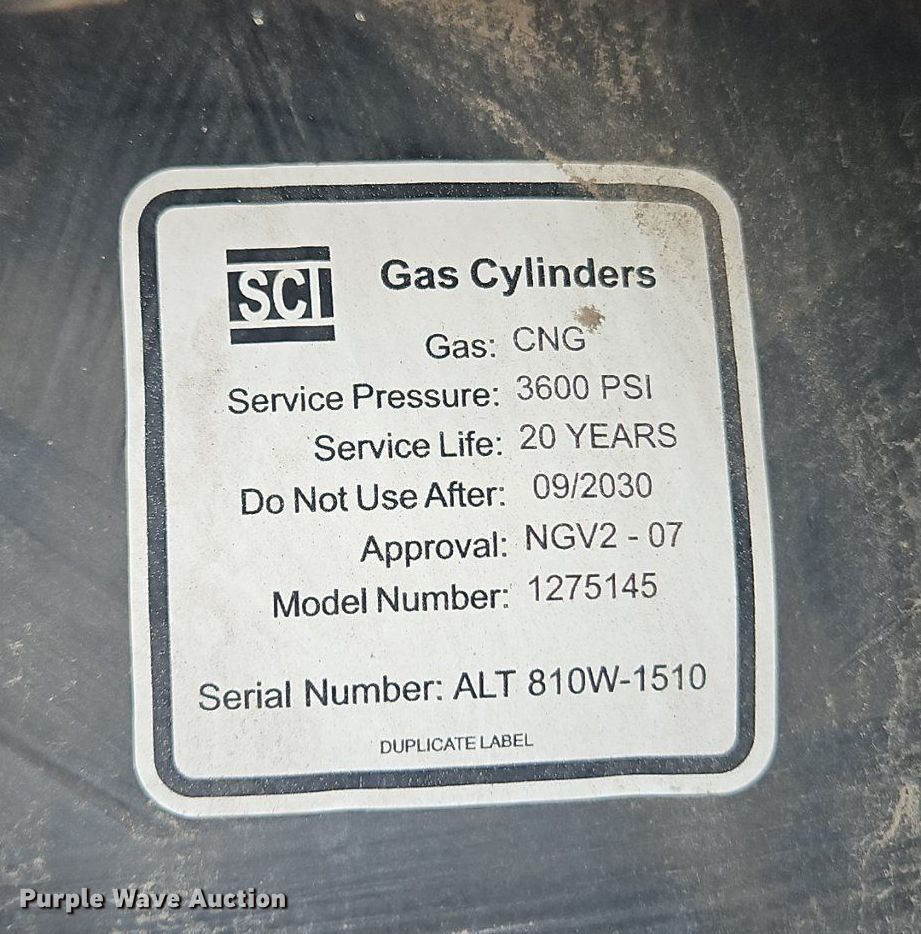 SCI
Gas Cylinders
Gas: CNG
Service Pressure: 3600 PSI
Service Life: 20 YEARS
Do Not Use After: 09/2030
Approval: NGV2 - 07
Model Number: 1275145
Serial Number: ALT 810W-1510
DUPLICATE LABEL
Purple Wave Auction